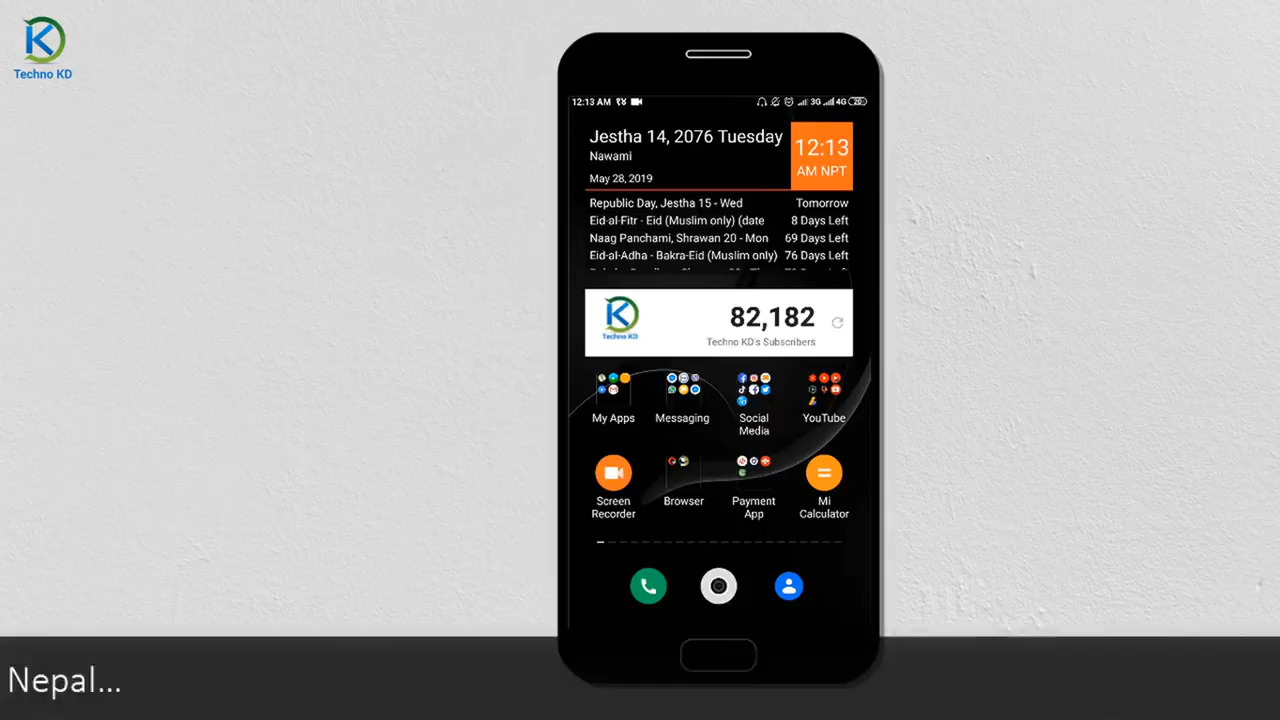 Techno KD
12:13 AM
3G 4G 20
Jestha 14, 2076 Tuesday
Nawami
May 28, 2019
12:13
AM NPT
Republic Day, Jestha 15 - Wed Tomorrow
Eid-al-Fitr - Eid (Muslim only) (date 8 Days Left
Naag Panchami, Shrawan 20 - Mon 69 Days Left
Eid-al-Adha - Bakra-Eid (Muslim only) 76 Days Left
Techno KD
82,182
Techno KD's Subscribers
My Apps Messaging Social Media YouTube
Screen Recorder Browser Payment App Mi Calculator
Nepal...